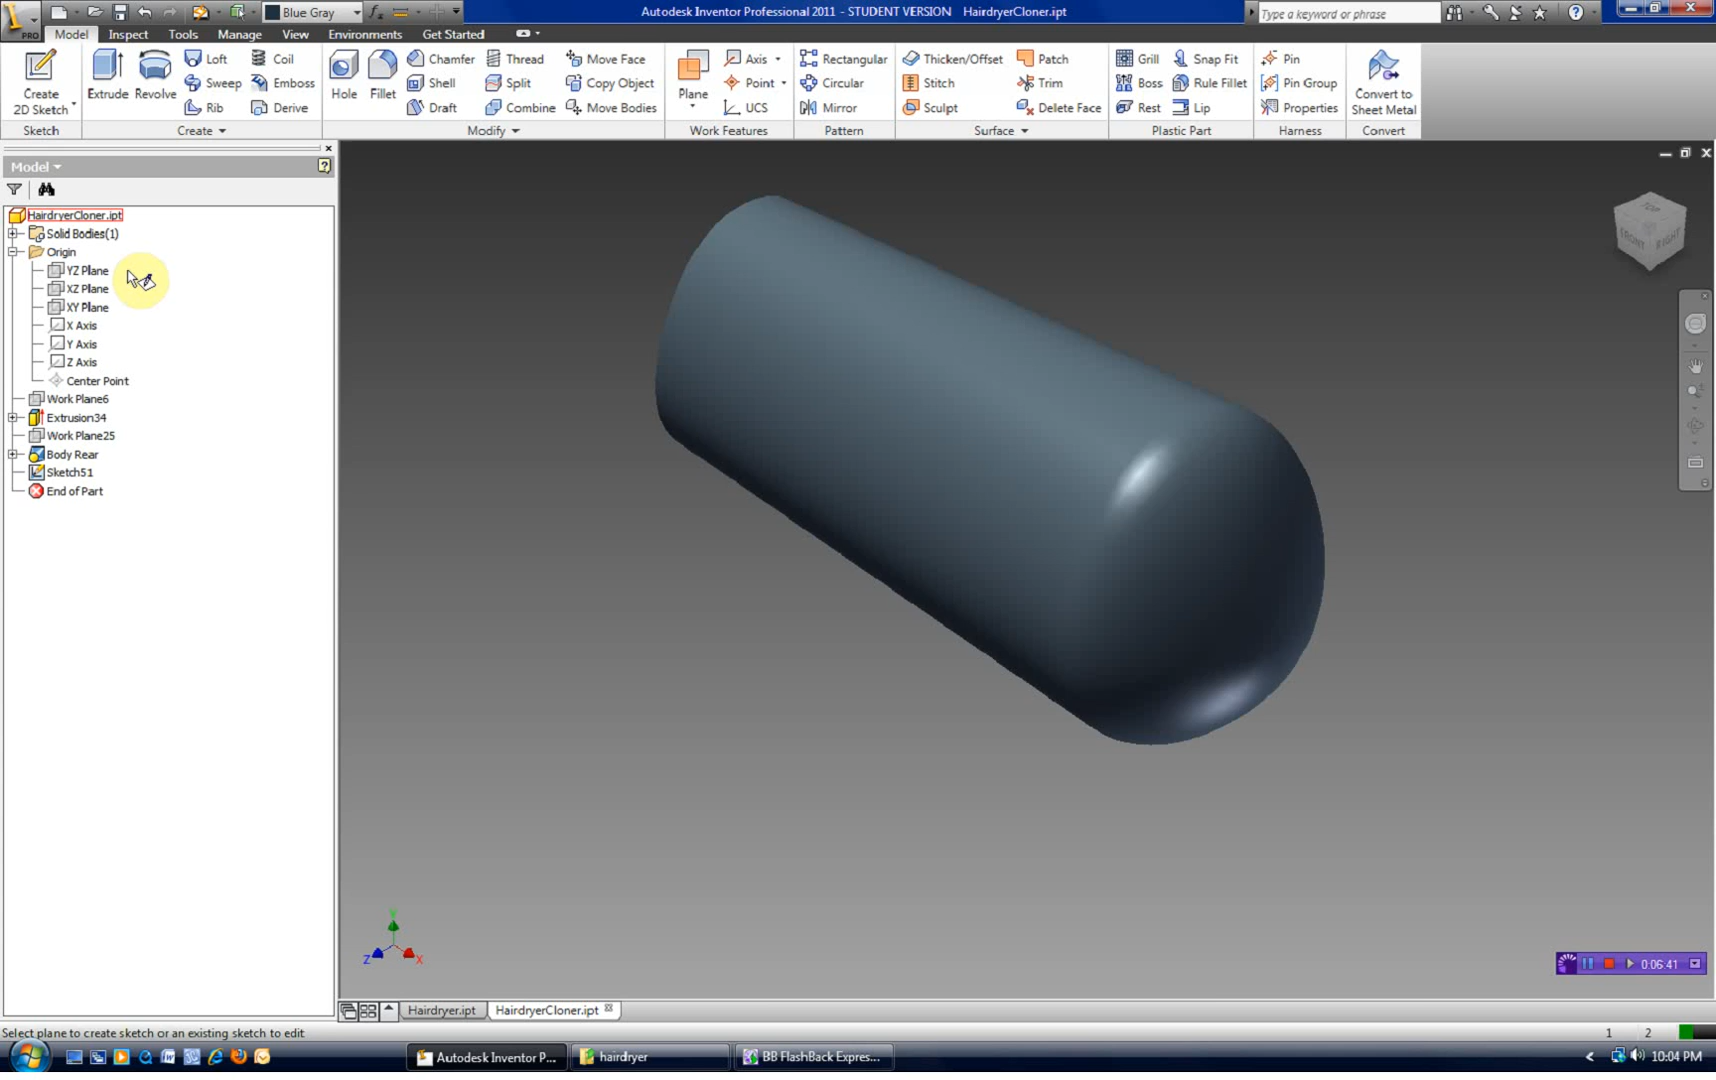 Blue Gray
Autodesk Inventor Professional 2011 - STUDENT VERSION HairdryerCloner.ipt
Type a keyword or phrase
PRO
Model Inspect Tools Manage View Environments Get Started
Create 2D Sketch
Extrude
Revolve
Loft
Sweep
Rib
Coil
Emboss
Derive
Hole
Fillet
Chamfer
Shell
Draft
Thread
Split
Combine
Move Face
Copy Object
Move Bodies
Plane
Axis
Point
UCS
Rectangular
Circular
Mirror
Thicken/Offset
Stitch
Sculpt
Patch
Trim
Delete Face
Grill
Boss
Rest
Snap Fit
Rule Fillet
Lip
Pin
Pin Group
Properties
Convert to Sheet Metal
Sketch Create Modify Work Features Pattern Surface Plastic Part Harness Convert
Model
HairdryerCloner.ipt
Solid Bodies(1)
Origin
YZ Plane
XZ Plane
XY Plane
X Axis
Y Axis
Z Axis
Center Point
Work Plane6
Extrusion34
Work Plane25
Body Rear
Sketch51
End of Part
TOP
FRONT
RIGHT
Y
Z
X
0:06:41
Hairdryer.ipt HairdryerCloner.ipt
Select plane to create sketch or an existing sketch to edit
1 2
Autodesk Inventor P...
hairdryer
BB FlashBack Expres...
10:04 PM